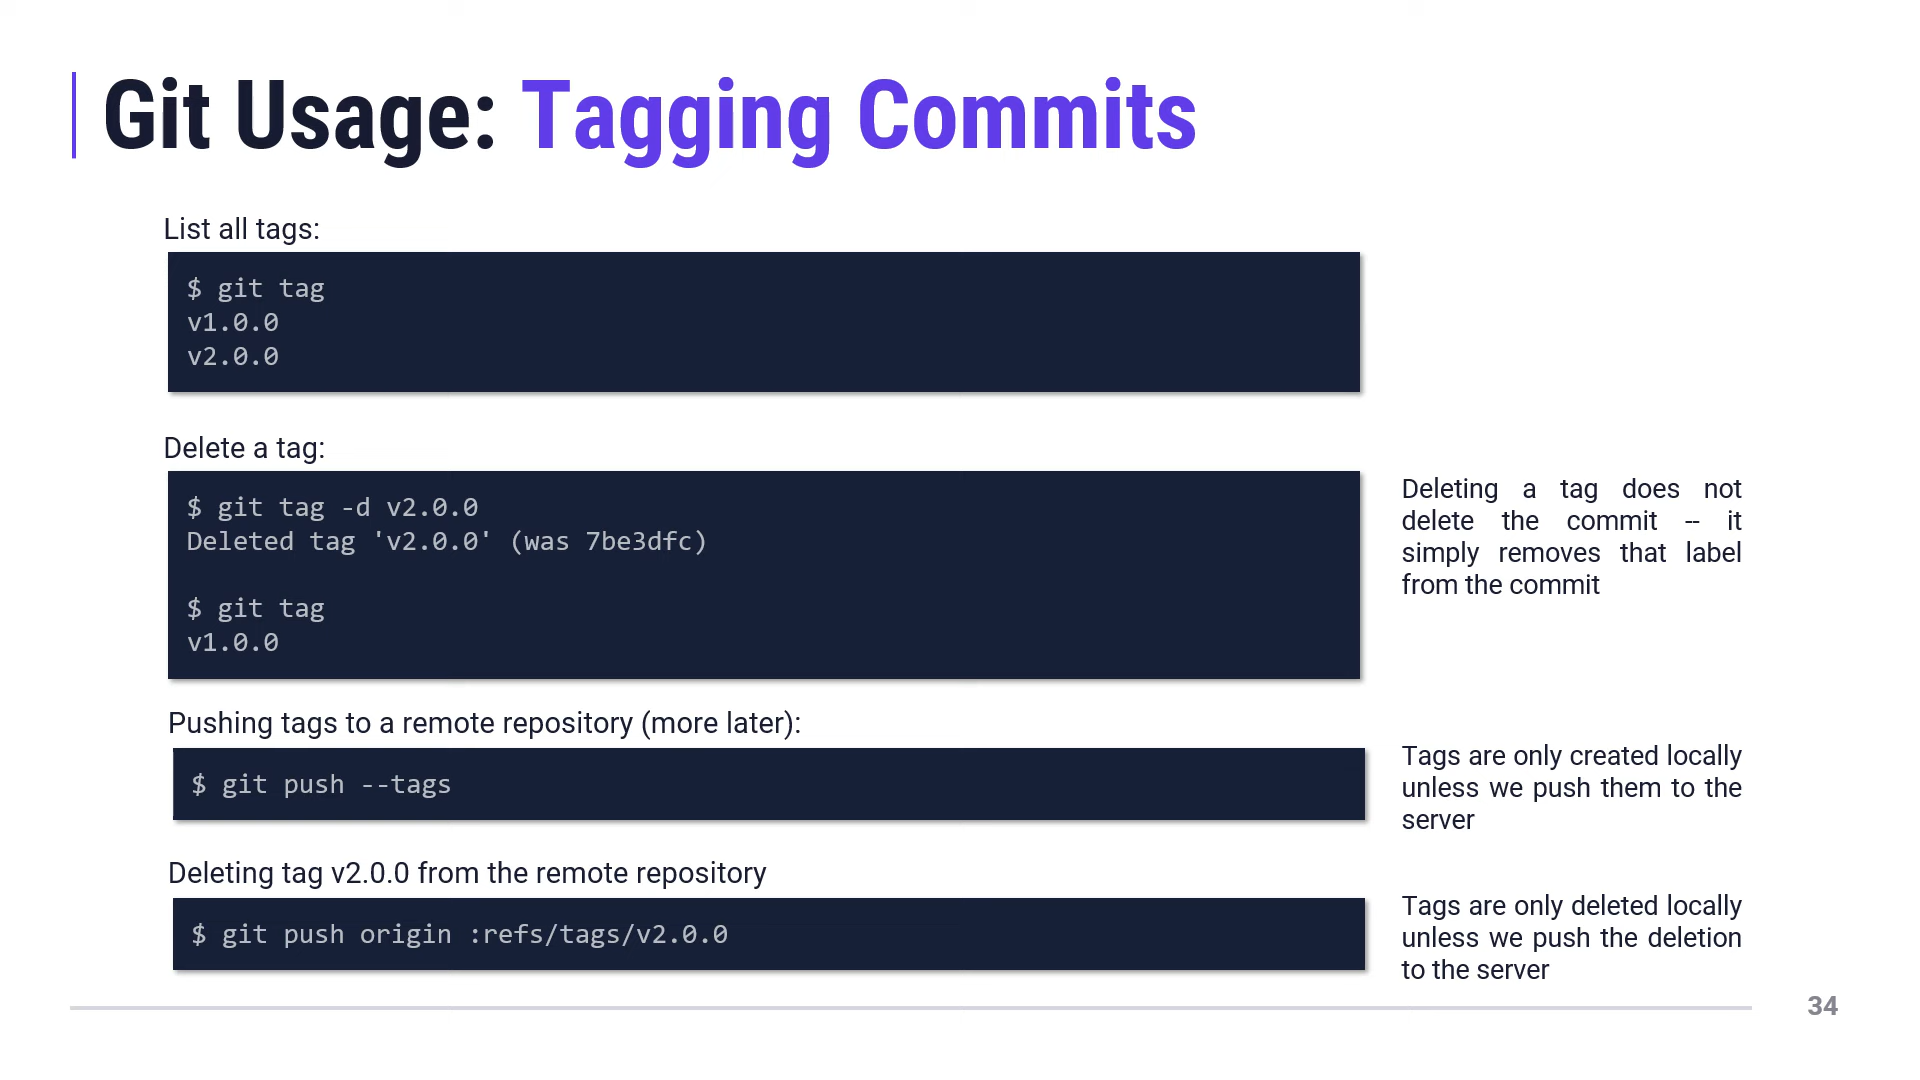 Git Usage: Tagging Commits
List all tags:
$ git tag
v1.0.0
v2.0.0
Delete a tag:
$ git tag -d v2.0.0
Deleted tag 'v2.0.0' (was 7be3dfc)
$ git tag
v1.0.0
Deleting a tag does not
delete the commit -- it
simply removes that label
from the commit
Pushing tags to a remote repository (more later):
$ git push --tags
Tags are only created locally
unless we push them to the
server
Deleting tag v2.0.0 from the remote repository
$ git push origin :refs/tags/v2.0.0
Tags are only deleted locally
unless we push the deletion
to the server
34